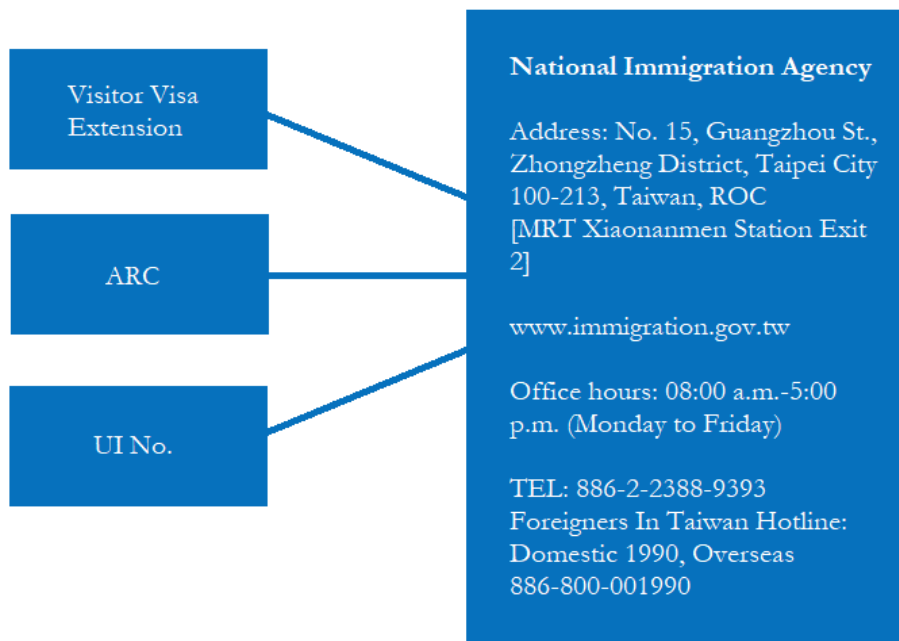 Visitor Visa
Extension
ARC
UI No.
National Immigration Agency
Address: No. 15, Guangzhou St.,
Zhongzheng District, Taipei City
100-213, Taiwan, ROC
[MRT Xiaonanmen Station Exit
2]
www.immigration.gov.tw
Office hours: 08:00 a.m.-5:00
p.m. (Monday to Friday)
TEL: 886-2-2388-9393
Foreigners In Taiwan Hotline:
Domestic 1990, Overseas
886-800-001990